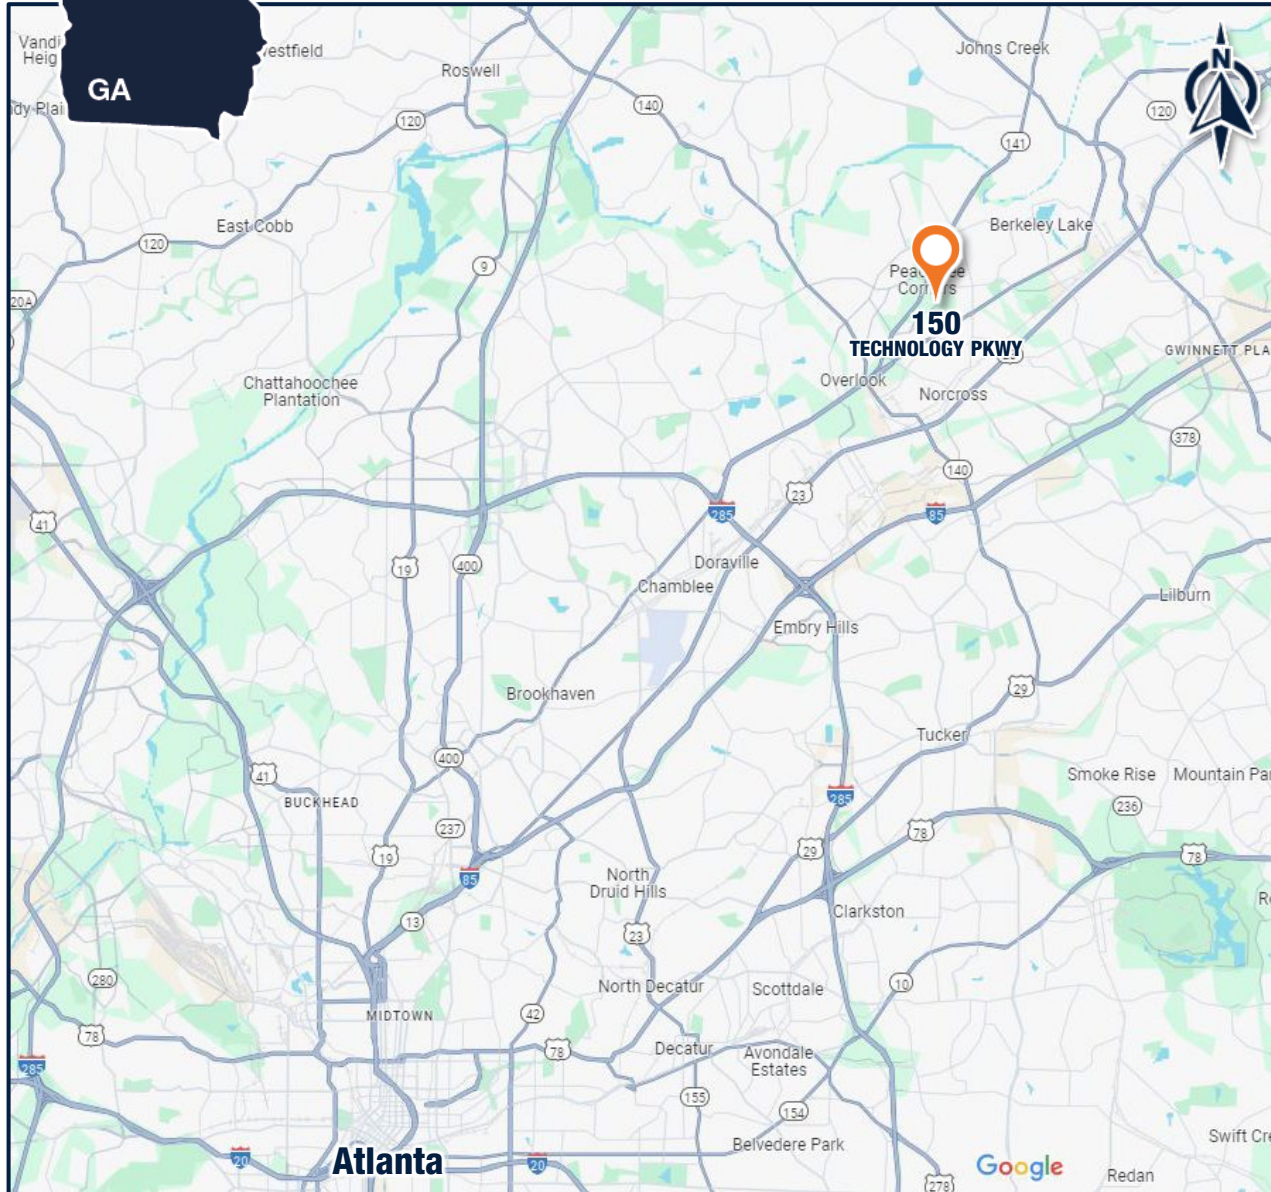 Johns Creek
Roswell
GA
N
140
120
120
141
East Cobb
Berkeley Lake
120
9
Corners
150
TECHNOLOGY PKWY
GWINNETT PLA
20A
Overlook
Chattahoochee
Plantation
Norcross
378
140
23
41
285
85
19
400
Doraville
Chamblee
Lilburn
Embry Hills
29
Brookhaven
Tucker
400
41
BUCKHEAD
285
Smoke Rise
Mountain Par
236
237
78
19
29
78
85
North
Druid Hills
13
Clarkston
23
280
North Decatur
Scottdale
10
MIDTOWN
42
78
78
Decatur
Avondale
Estates
285
155
154
Belvedere Park
Swift Cre
20
Atlanta
20
Google
Redan
278